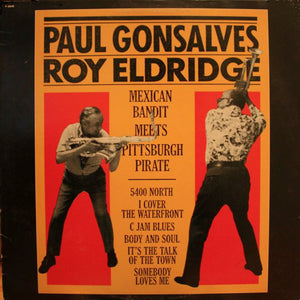 PAUL GONSALVES
ROY ELDRIDGE
MEXICAN
BANDIT
MEETS
PITTSBURGH
PIRATE
5400 NORTH
I COVER
THE WATERFRONT
C JAM BLUES
BODY AND SOUL
IT'S THE TALK
OF THE TOWN
SOMEBODY
LOVES ME